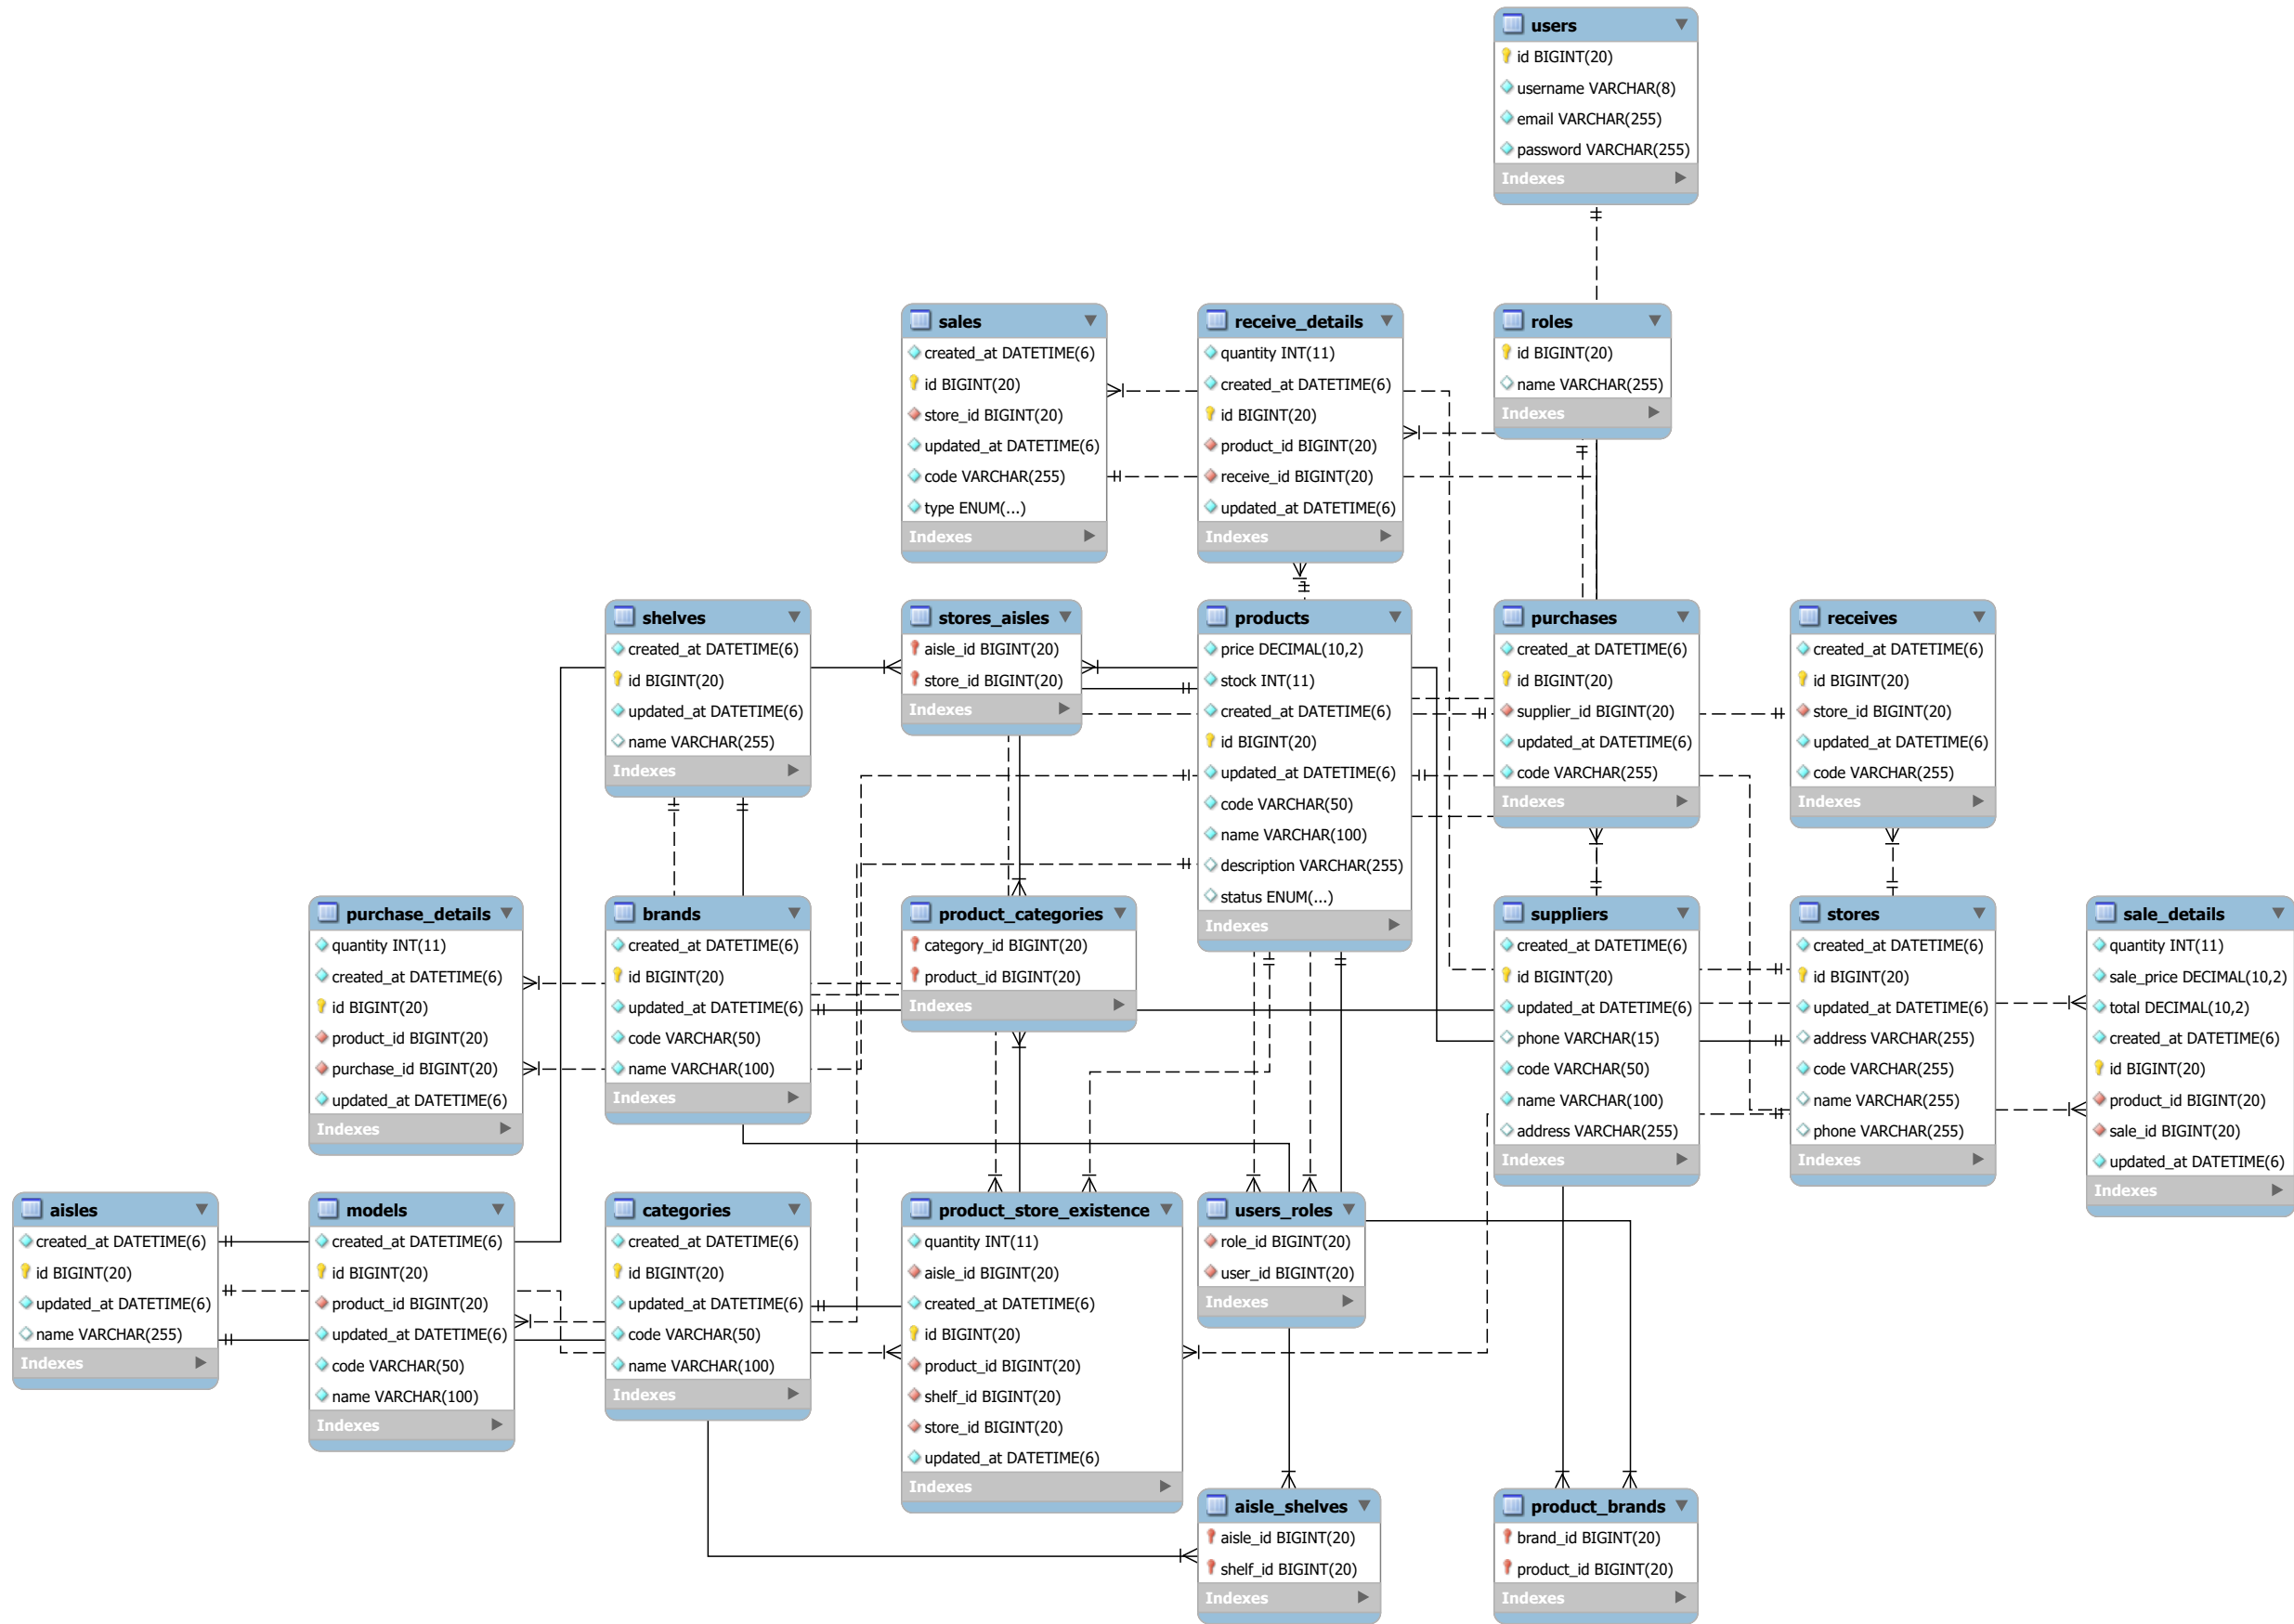 users
id BIGINT(20)
username VARCHAR(8)
email VARCHAR(255)
password VARCHAR(255)
Indexes
sales
created_at DATETIME(6)
id BIGINT(20)
store_id BIGINT(20)
updated_at DATETIME(6)
code VARCHAR(255)
type ENUM(...)
Indexes
receive_details
quantity INT(11)
created_at DATETIME(6)
id BIGINT(20)
product_id BIGINT(20)
receive_id BIGINT(20)
updated_at DATETIME(6)
Indexes
roles
id BIGINT(20)
name VARCHAR(255)
Indexes
shelves
created_at DATETIME(6)
id BIGINT(20)
updated_at DATETIME(6)
name VARCHAR(255)
Indexes
stores_aisles
aisle_id BIGINT(20)
store_id BIGINT(20)
Indexes
products
price DECIMAL(10,2)
stock INT(11)
created_at DATETIME(6)
id BIGINT(20)
updated_at DATETIME(6)
code VARCHAR(50)
name VARCHAR(100)
description VARCHAR(255)
status ENUM(...)
Indexes
purchases
created_at DATETIME(6)
id BIGINT(20)
supplier_id BIGINT(20)
updated_at DATETIME(6)
code VARCHAR(255)
Indexes
receives
created_at DATETIME(6)
id BIGINT(20)
store_id BIGINT(20)
updated_at DATETIME(6)
code VARCHAR(255)
Indexes
purchase_details
quantity INT(11)
created_at DATETIME(6)
id BIGINT(20)
product_id BIGINT(20)
purchase_id BIGINT(20)
updated_at DATETIME(6)
Indexes
brands
created_at DATETIME(6)
id BIGINT(20)
updated_at DATETIME(6)
code VARCHAR(50)
name VARCHAR(100)
Indexes
product_categories
category_id BIGINT(20)
product_id BIGINT(20)
Indexes
suppliers
created_at DATETIME(6)
id BIGINT(20)
updated_at DATETIME(6)
phone VARCHAR(15)
code VARCHAR(50)
name VARCHAR(100)
address VARCHAR(255)
Indexes
stores
created_at DATETIME(6)
id BIGINT(20)
updated_at DATETIME(6)
address VARCHAR(255)
code VARCHAR(255)
name VARCHAR(255)
phone VARCHAR(255)
Indexes
sale_details
quantity INT(11)
sale_price DECIMAL(10,2)
total DECIMAL(10,2)
created_at DATETIME(6)
id BIGINT(20)
product_id BIGINT(20)
sale_id BIGINT(20)
updated_at DATETIME(6)
Indexes
aisles
created_at DATETIME(6)
id BIGINT(20)
updated_at DATETIME(6)
name VARCHAR(255)
Indexes
models
created_at DATETIME(6)
id BIGINT(20)
product_id BIGINT(20)
updated_at DATETIME(6)
code VARCHAR(50)
name VARCHAR(100)
Indexes
categories
created_at DATETIME(6)
id BIGINT(20)
updated_at DATETIME(6)
code VARCHAR(50)
name VARCHAR(100)
Indexes
product_store_existence
quantity INT(11)
aisle_id BIGINT(20)
created_at DATETIME(6)
id BIGINT(20)
product_id BIGINT(20)
shelf_id BIGINT(20)
store_id BIGINT(20)
updated_at DATETIME(6)
Indexes
users_roles
role_id BIGINT(20)
user_id BIGINT(20)
Indexes
aisle_shelves
aisle_id BIGINT(20)
shelf_id BIGINT(20)
Indexes
product_brands
brand_id BIGINT(20)
product_id BIGINT(20)
Indexes